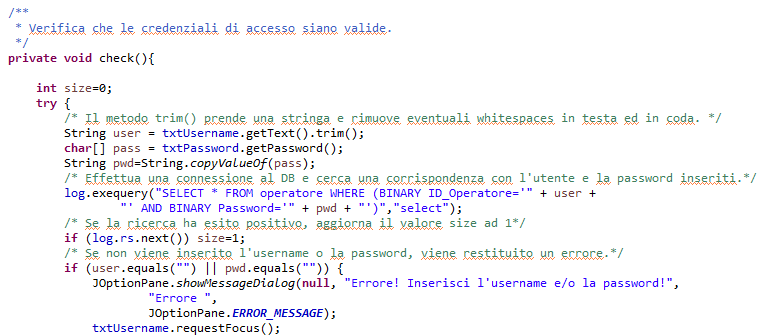 /**
 * Verifica che le credenziali di accesso siano valide.
 */
private void check(){
int size=0;
try {
/* Il metodo trim() prende una stringa e rimuove eventuali whitespaces in testa ed in coda. */
String user = txtUsername.getText().trim();
char[] pass = txtPassword.getPassword();
String pwd=String.copyValueOf(pass);
/* Effettua una connessione al DB e cerca una corrispondenza con l'utente e la password inseriti.*/
log.exequery("SELECT * FROM operatore WHERE (BINARY ID_Operatore='" + user +
"' AND BINARY Password='" + pwd + "')","select");
/* Se la ricerca ha esito positivo, aggiorna il valore size ad 1*/
if (log.rs.next()) size=1;
/* Se non viene inserito l'username o la password, viene restituito un errore.*/
if (user.equals("") || pwd.equals("")) {
JOptionPane.showMessageDialog(null, "Errore! Inserisci l'username e/o la password!",
"Errore ",
JOptionPane.ERROR_MESSAGE);
txtUsername.requestFocus();